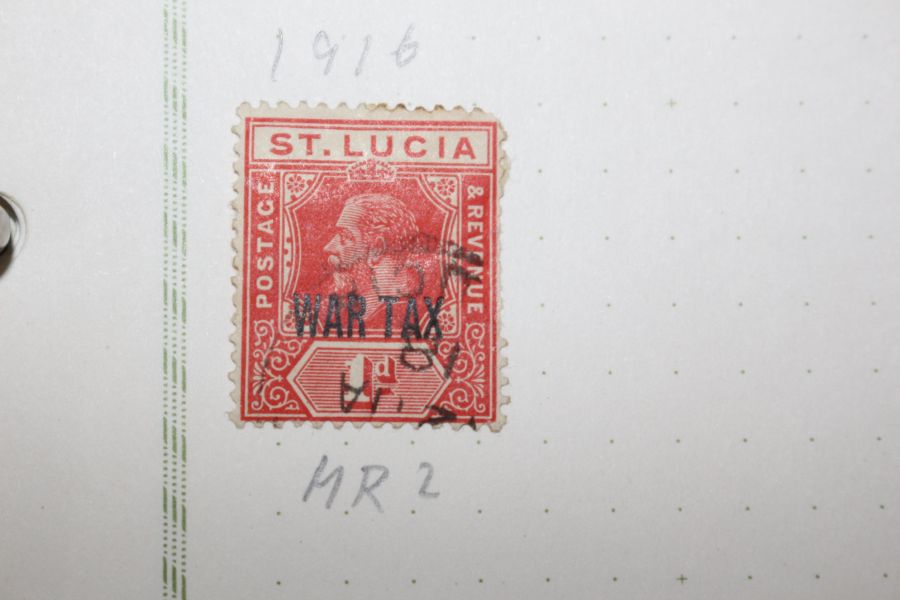 1916
ST. LUCIA
POSTAGE
& REVENUE
WAR TAX
1d
MR 2